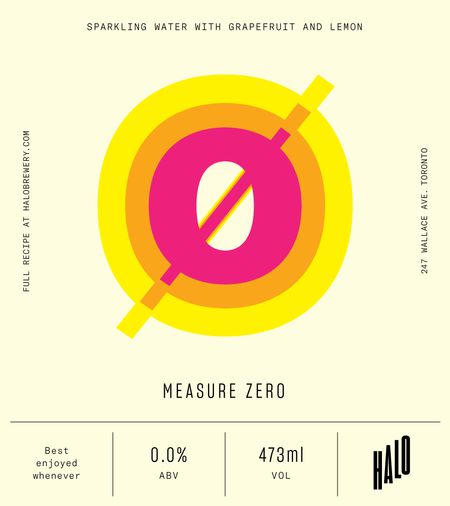 SPARKLING WATER WITH GRAPEFRUIT AND LEMON
FULL RECIPE AT HALOBREWERY.COM
247 WALLACE AVE. TORONTO
0
MEASURE ZERO
Best
enjoyed
whenever
0.0%
ABV
473ml
VOL
HALO